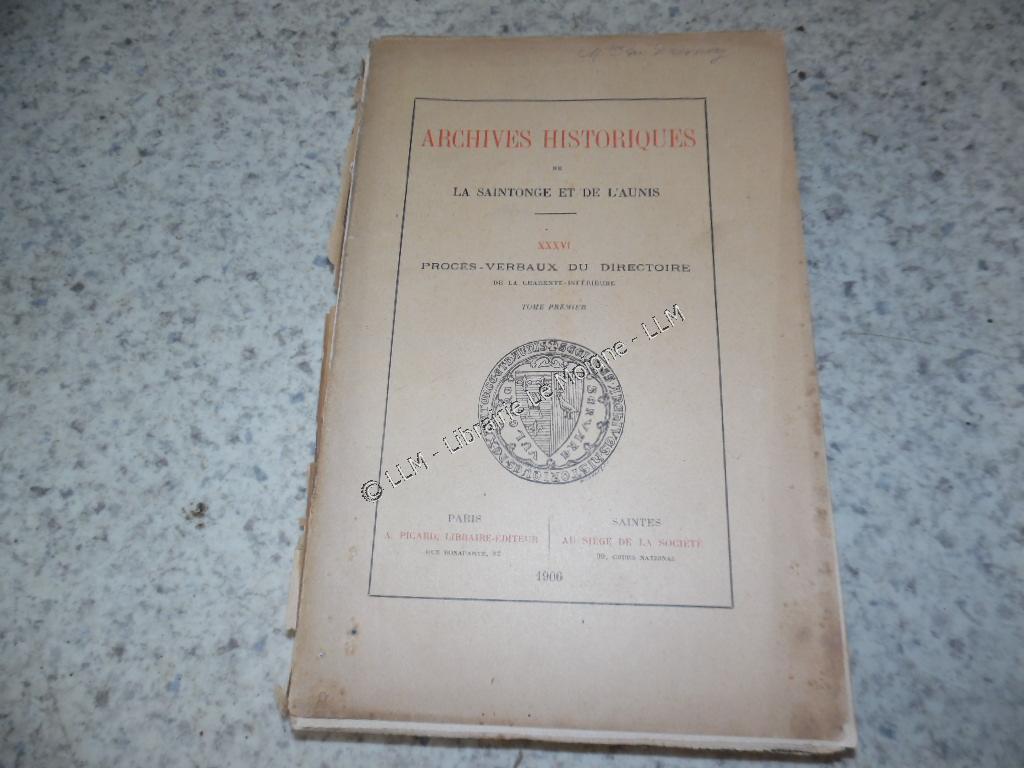 ARCHIVES HISTORIQUES
DE
LA SAINTONGE ET DE L'AUNIS
XXXVI
PROCÈS-VERBAUX DU DIRECTOIRE
DE LA CHARENTE-INFÉRIEURE
TOME PREMIER
© LLM - Librairie De Morone - LLM
PARIS
A. PICARD, LIBRAIRE-ÉDITEUR
RUE BONAPARTE, 82
SAINTES
AU SIÈGE DE LA SOCIÉTÉ
COURS NATIONAL
1906